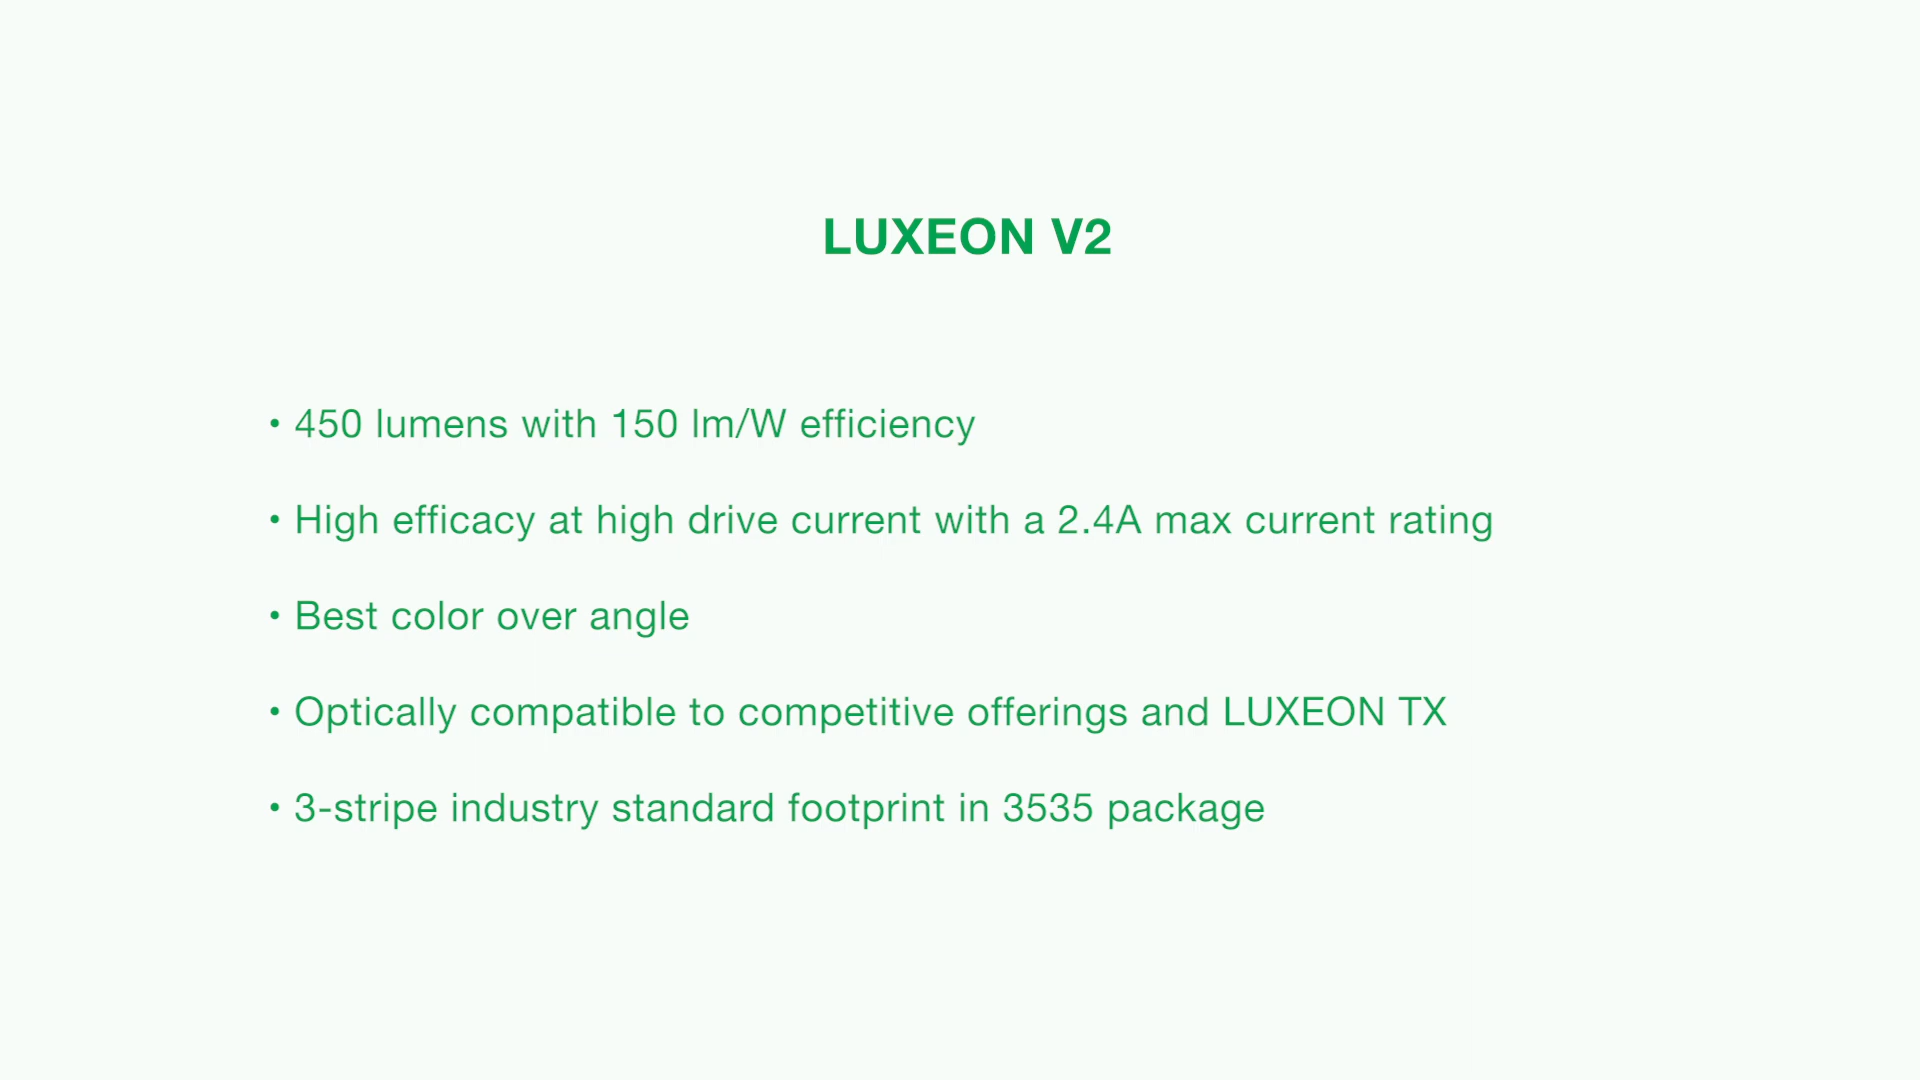 LUXEON V2
• 450 lumens with 150 lm/W efficiency
• High efficacy at high drive current with a 2.4A max current rating
• Best color over angle
• Optically compatible to competitive offerings and LUXEON TX
• 3-stripe industry standard footprint in 3535 package